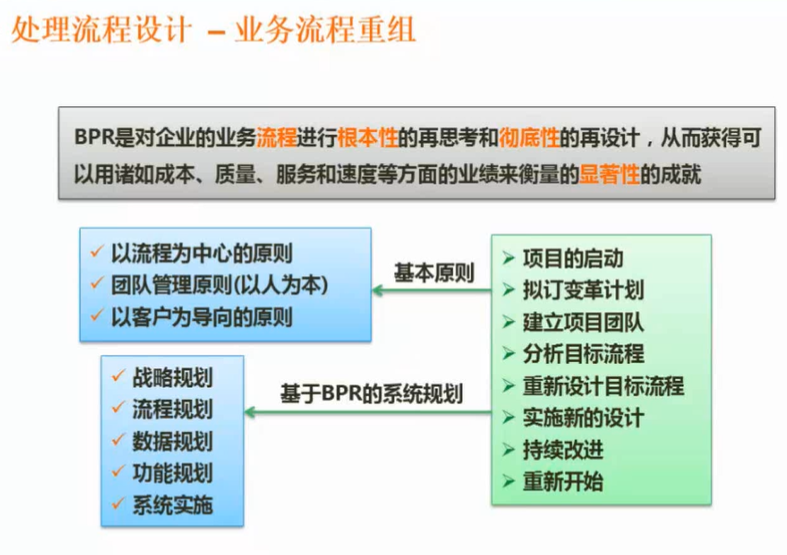 处理流程设计 – 业务流程重组
BPR是对企业的业务流程进行根本性的再思考和彻底性的再设计，从而获得可
以用诸如成本、质量、服务和速度等方面的业绩来衡量的显著性的成就
以流程为中心的原则
团队管理原则(以人为本)
以客户为导向的原则
基本原则
项目的启动
拟订变革计划
建立项目团队
分析目标流程
重新设计目标流程
实施新的设计
持续改进
重新开始
基于BPR的系统规划
战略规划
流程规划
数据规划
功能规划
系统实施